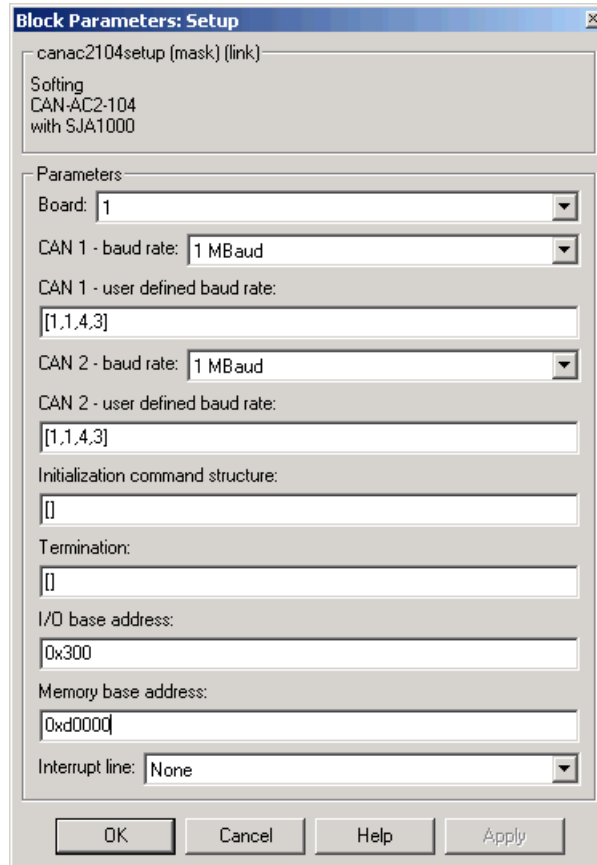 Block Parameters: Setup
canac2104setup (mask) (link)
Softing
CAN-AC2-104
with SJA1000
Parameters
Board: 1
CAN 1 - baud rate: 1 MBaud
CAN 1 - user defined baud rate:
[1,1,4,3]
CAN 2 - baud rate: 1 MBaud
CAN 2 - user defined baud rate:
[1,1,4,3]
Initialization command structure:
[]
Termination:
[]
I/O base address:
0x300
Memory base address:
0xd0000
Interrupt line: None
OK Cancel Help Apply